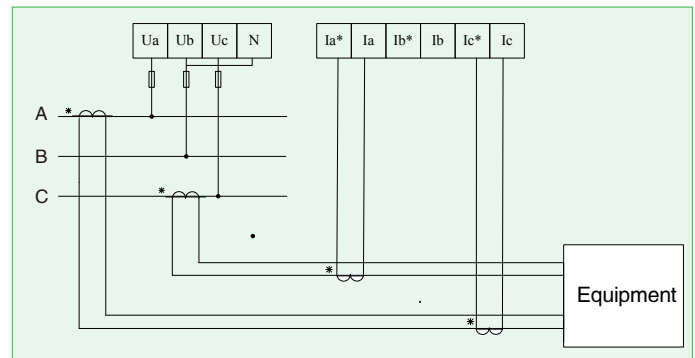 Ua Ub Uc N Ia* Ia Ib* Ib Ic* Ic
A *
B
C *
*
Equipment
*